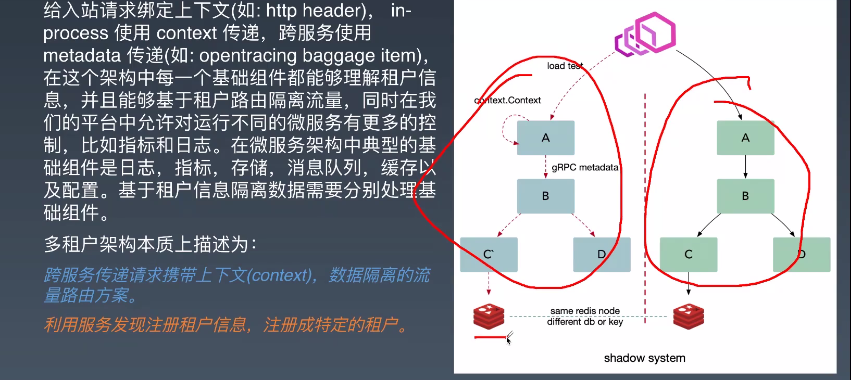 给入站请求绑定上下文(如: http header)， in-
process 使用 context 传递，跨服务使用
metadata 传递(如: opentracing baggage item)，
在这个架构中每一个基础组件都能够理解租户信
息，并且能够基于租户路由隔离流量，同时在我
们的平台中允许对运行不同的微服务有更多的控
制，比如指标和日志。在微服务架构中典型的基
础组件是日志，指标，存储，消息队列，缓存以
及配置。基于租户信息隔离数据需要分别处理基
础组件。
多租户架构本质上描述为：
跨服务传递请求携带上下文(context)，数据隔离的流
量路由方案。
利用服务发现注册租户信息，注册成特定的租户。
load test
context.Context
A
gRPC metadata
B
C`
D
A
B
C
D
same redis node
different db or key
shadow system